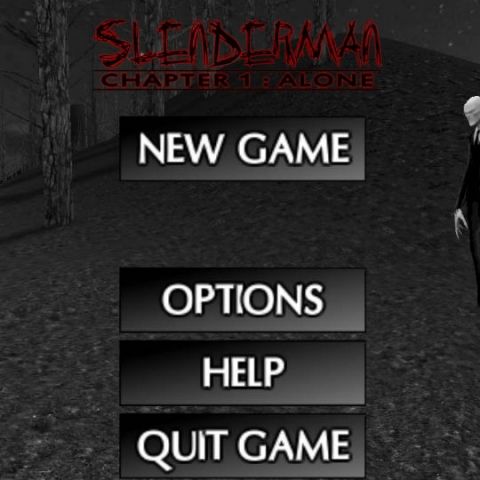 SLENDERMAN
CHAPTER 1 : ALONE
NEW GAME
OPTIONS
HELP
QUIT GAME